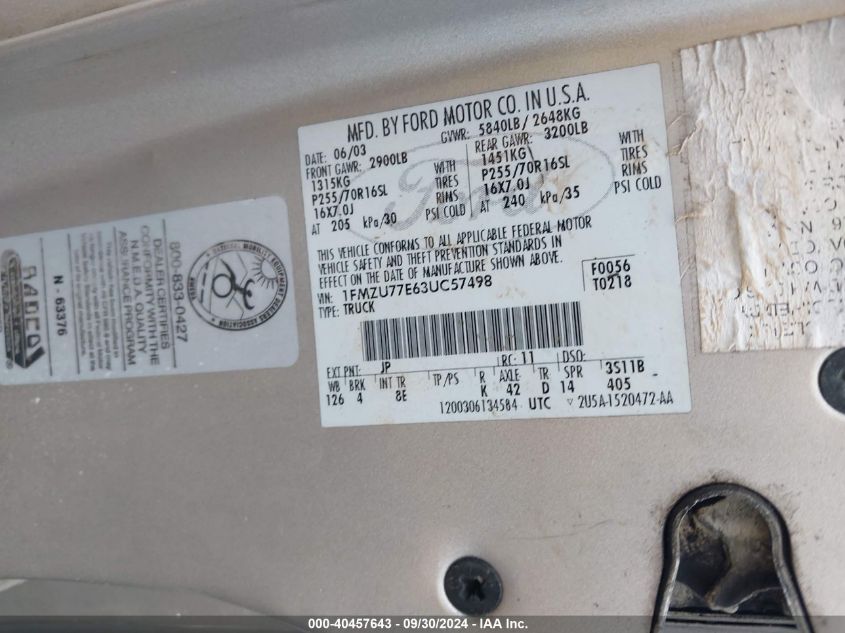 MFD. BY FORD MOTOR CO. IN U.S.A.
DATE: 06/03 GVWR: 5840LB / 2648KG
FRONT GAWR: 2900LB REAR GAWR: 3200LB
1315KG WITH 1451KG WITH
P255/70R16SL TIRES P255/70R16SL TIRES
16X7.0J RIMS 16X7.0J RIMS
AT 205 kPa/30 PSI COLD AT 240 kPa/35 PSI COLD
THIS VEHICLE CONFORMS TO ALL APPLICABLE FEDERAL MOTOR
VEHICLE SAFETY AND THEFT PREVENTION STANDARDS IN
EFFECT ON THE DATE OF MANUFACTURE SHOWN ABOVE.
VIN: 1FMZU77E63UC57498 F0056
TYPE: TRUCK T0218
EXT PNT: JP RC: 11 DSO:
WB BRK INT TR TP/PS R AXLE TR SPR 3S11B
126 4 8E K 42 D 14 405
1200306134584 UTC ▽ 2U5A-1520472-AA
Ford
800-833-0427
DEALER CERTIFIES
CONFORMITY WITH THE
N.M.E.D.A. QUALITY
ASSURANCE PROGRAM
NATIONAL MOBILITY EQUIPMENT DEALERS ASSOCIATION
N - 63376
000-40457643 - 09/30/2024 - IAA Inc.